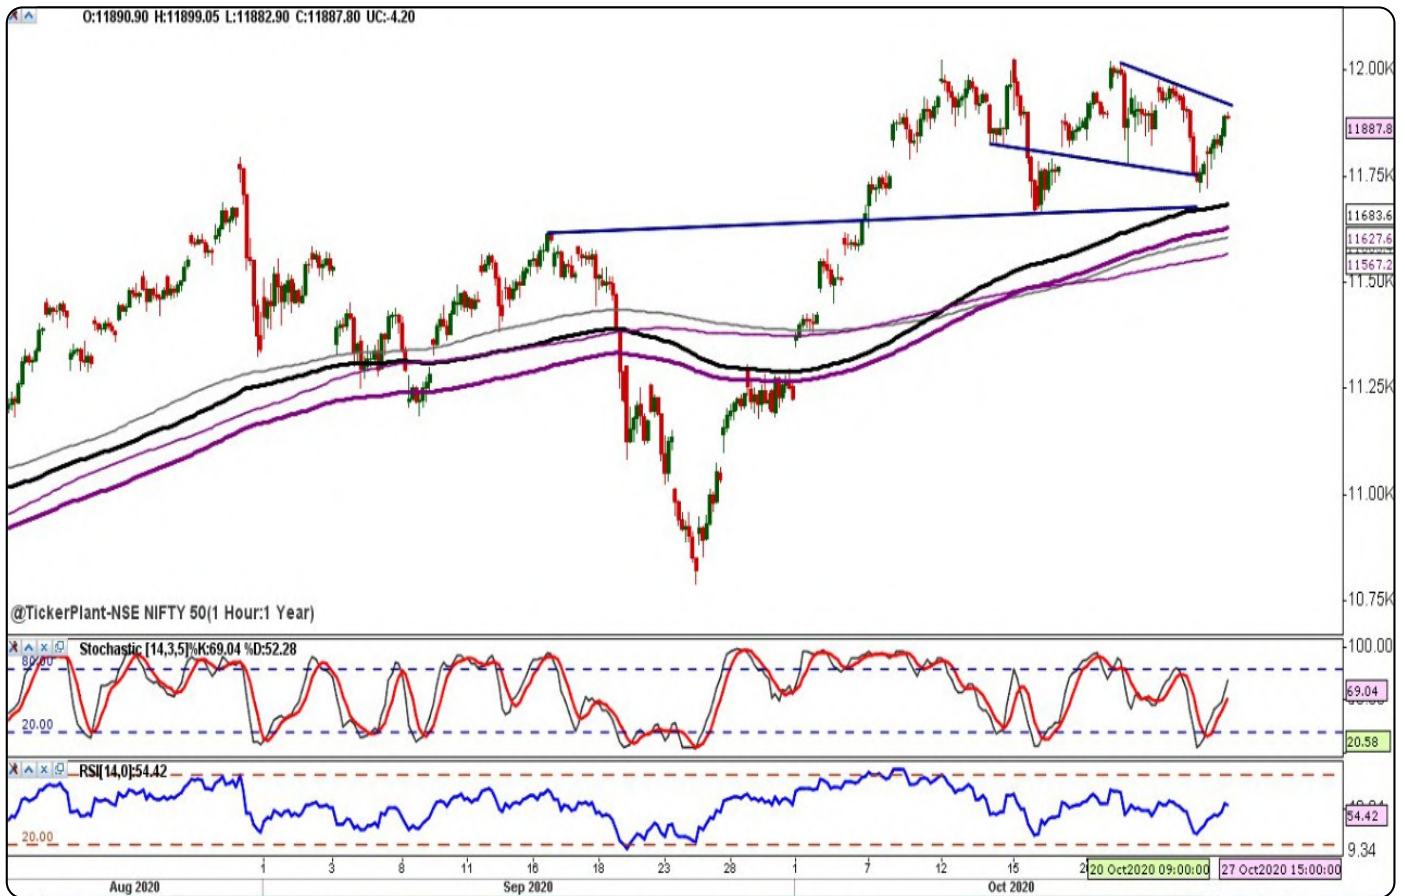 O:11890.90 H:11899.05 L:11882.90 C:11887.80 UC:-4.20
12.00K
11887.8
11.75K
11683.6
11627.6
11567.2
11.50K
11.25K
11.00K
10.75K
@TickerPlant-NSE NIFTY 50(1 Hour:1 Year)
Stochastic [14,3,5]%K:69.04 %D:52.28
100.00
80.00
69.04
20.00
20.58
RSI[14,0]:54.42
54.42
20.00
9.34
1 3 8 11 16 18 23 28 1 7 12 15 20 Oct2020 09:00:00 27 Oct2020 15:00:00
Aug 2020 Sep 2020 Oct 2020